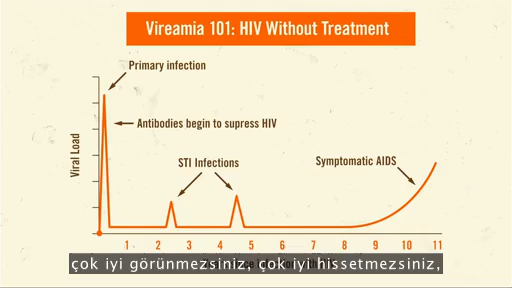 Vireamia 101: HIV Without Treatment
Primary infection
Antibodies begin to supress HIV
STI Infections
Symptomatic AIDS
Viral Load
1 2 3 4 5 6 7 8 9 10 11
çok iyi görünmezsiniz, çok iyi hissetmezsiniz,